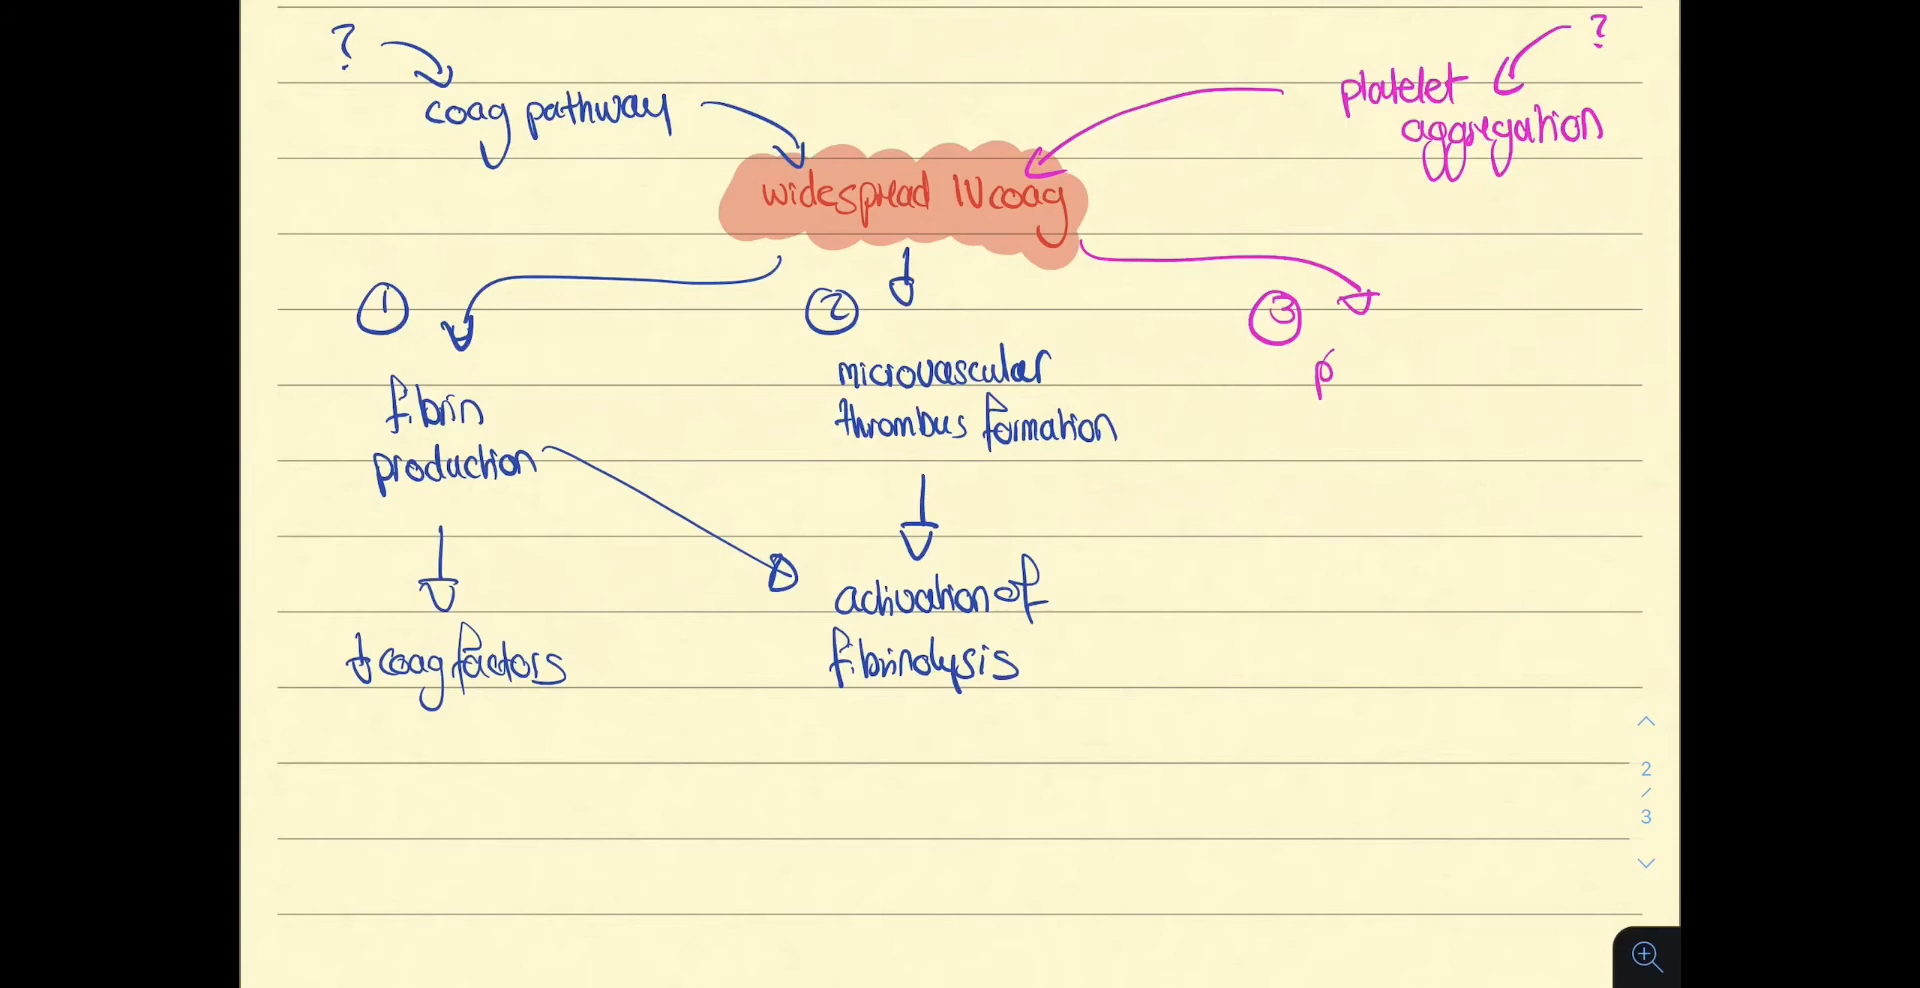 ?
?
coag pathway
platelet
aggregation
widespread IV coag
1
2
3
fibrin
production
microvascular
thrombus formation
p
activation of
fibrinolysis
↓ coag factors
2
/
3